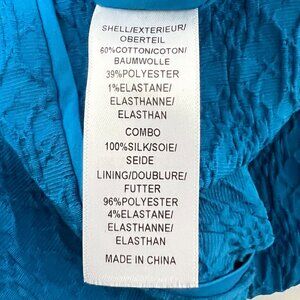 SHELL/EXTERIEUR/
OBERTEIL
60%COTTON/COTON/
BAUMWOLLE
39%POLYESTER
1%ELASTANE/
ELASTHANNE/
ELASTHAN
COMBO
100%SILK/SOIE/
SEIDE
LINING/DOUBLURE/
FUTTER
96%POLYESTER
4%ELASTANE/
ELASTHANNE/
ELASTHAN
MADE IN CHINA